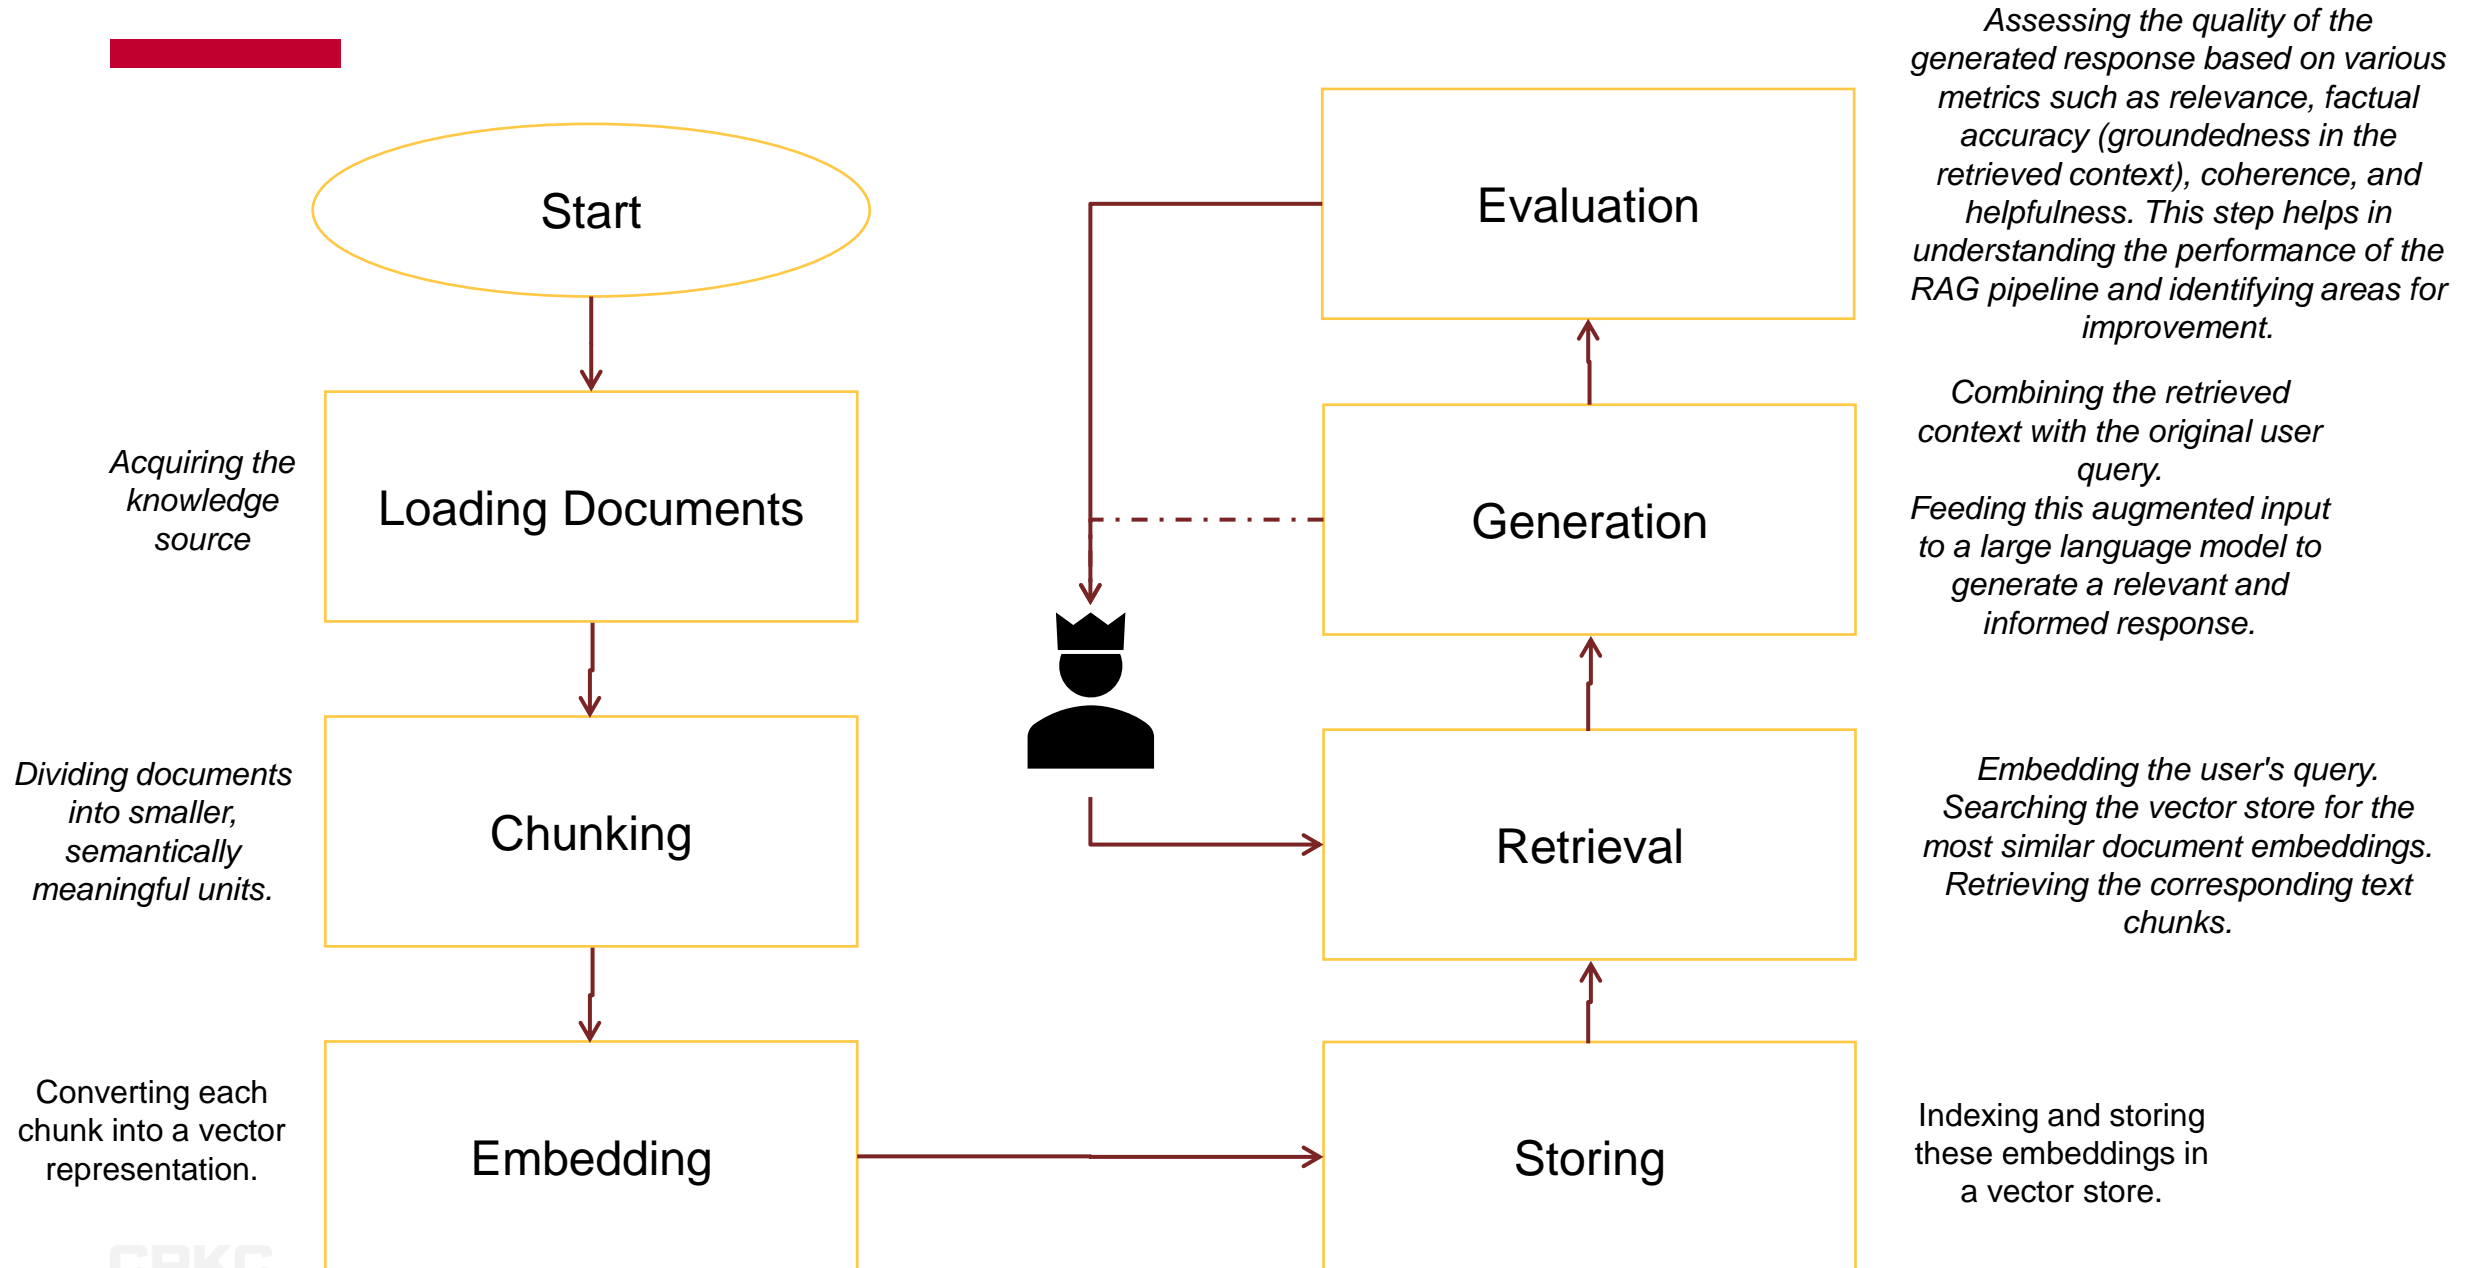 Start
Acquiring the
knowledge
source
Loading Documents
Dividing documents
into smaller,
semantically
meaningful units.
Chunking
Converting each
chunk into a vector
representation.
Embedding
Storing
Indexing and storing
these embeddings in
a vector store.
Retrieval
Embedding the user's query.
Searching the vector store for the
most similar document embeddings.
Retrieving the corresponding text
chunks.
Generation
Combining the retrieved
context with the original user
query.
Feeding this augmented input
to a large language model to
generate a relevant and
informed response.
Evaluation
Assessing the quality of the
generated response based on various
metrics such as relevance, factual
accuracy (groundedness in the
retrieved context), coherence, and
helpfulness. This step helps in
understanding the performance of the
RAG pipeline and identifying areas for
improvement.
CPKC